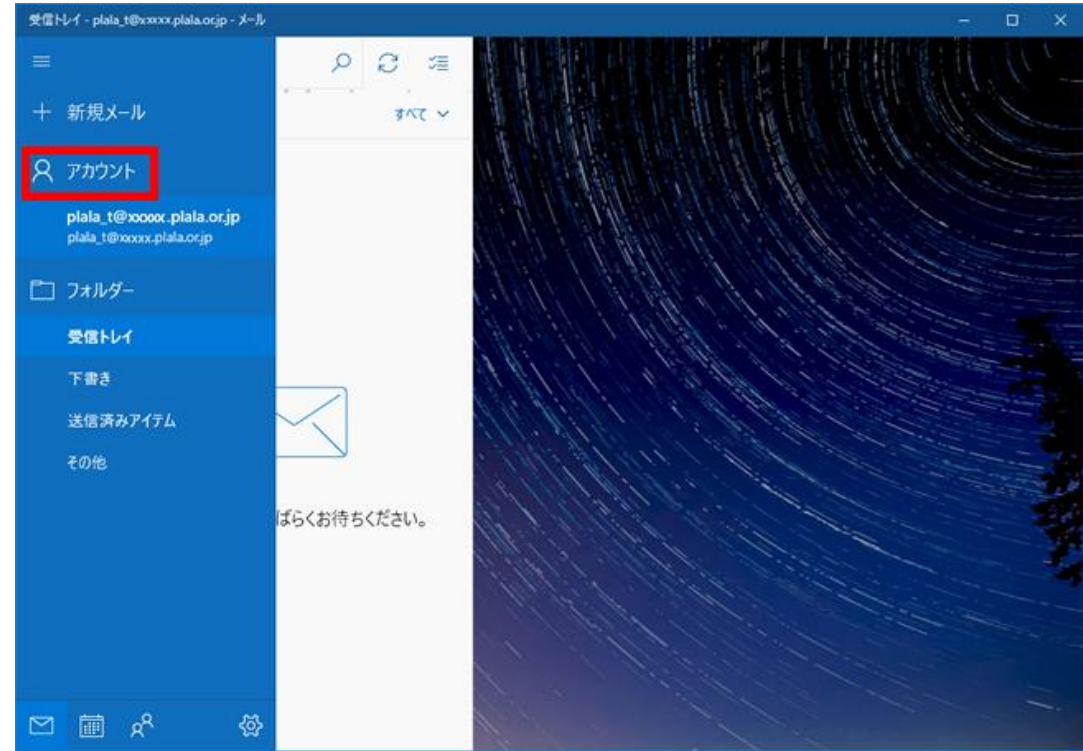 受信トレイ - plala_t@xxxxx.plala.or.jp - メール
新規メール
すべて
アカウント
plala_t@xxxxx.plala.or.jp
plala_t@xxxxx.plala.or.jp
フォルダー
受信トレイ
下書き
送信済みアイテム
その他
ばらくお待ちください。